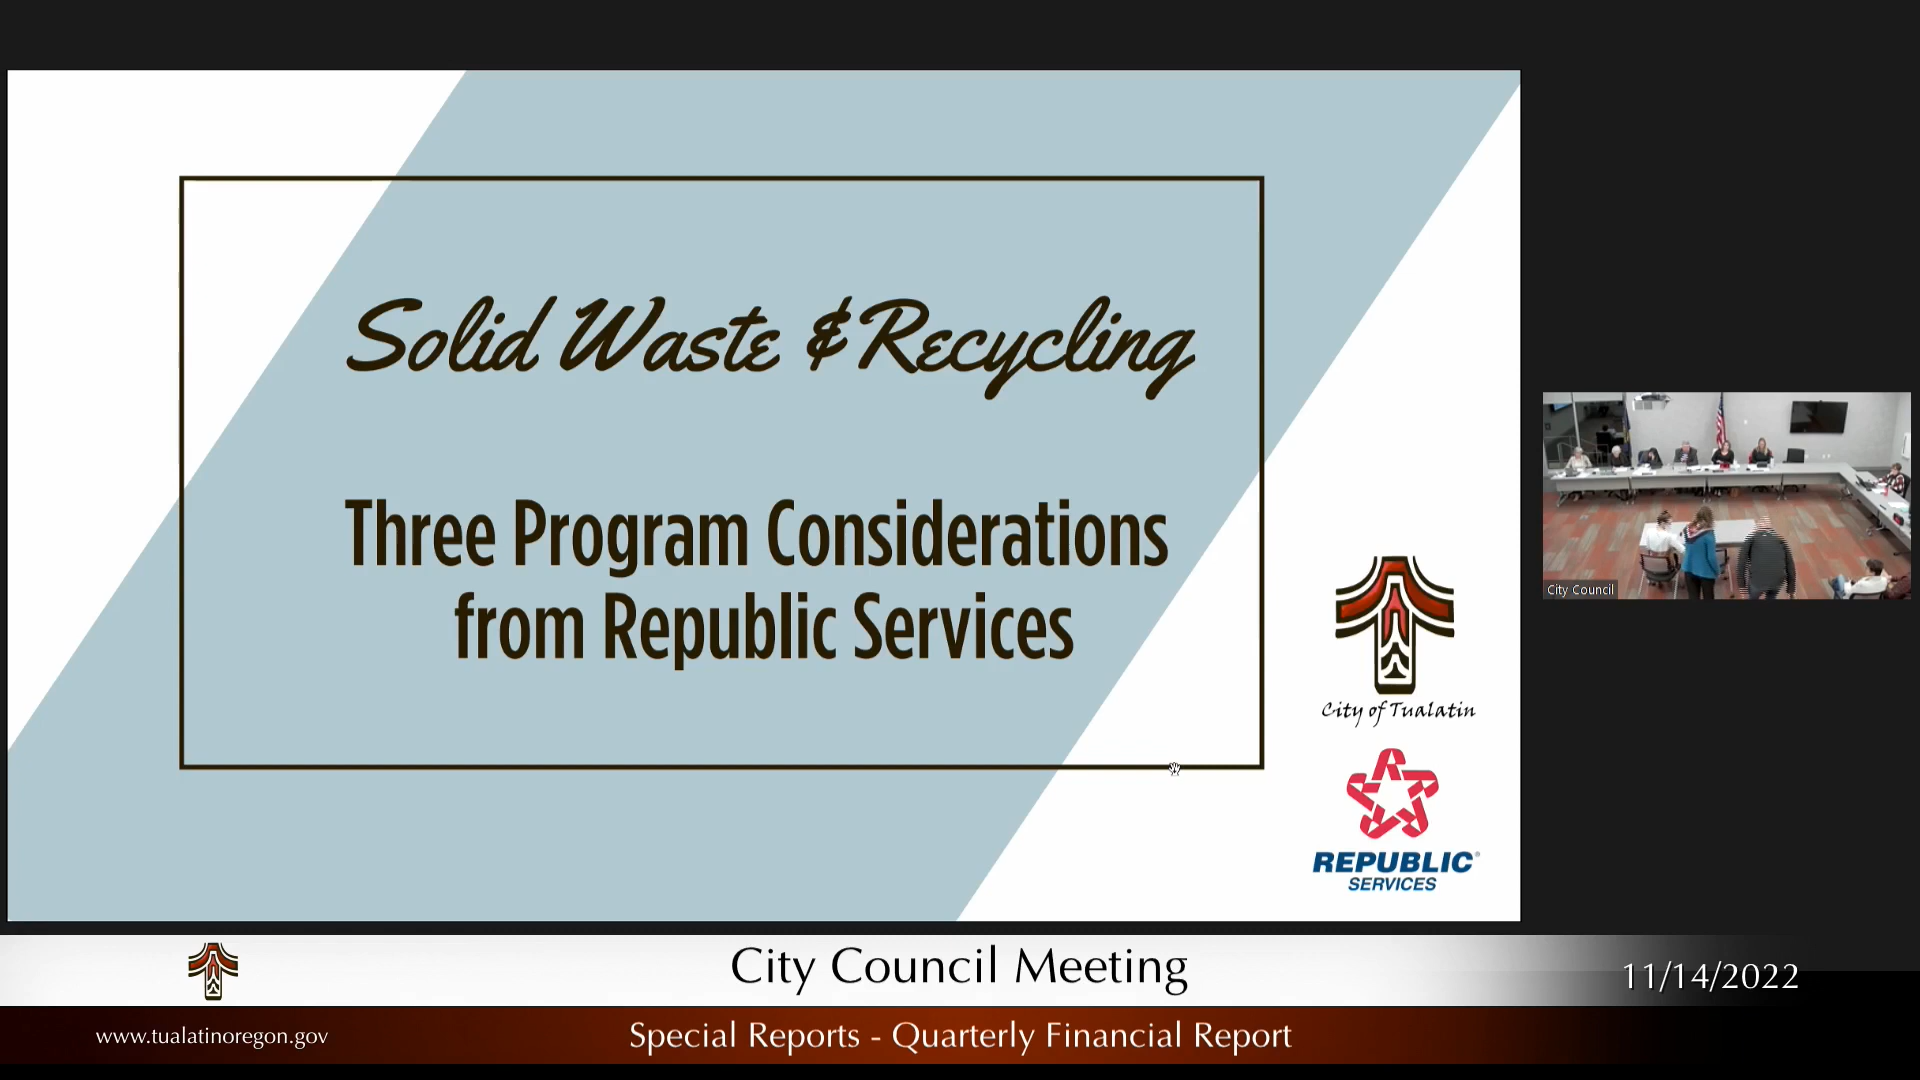 Solid Waste & Recycling
Three Program Considerations
from Republic Services
City of Tualatin
REPUBLIC®
SERVICES
City Council
City Council Meeting
11/14/2022
www.tualatinoregon.gov
Special Reports - Quarterly Financial Report